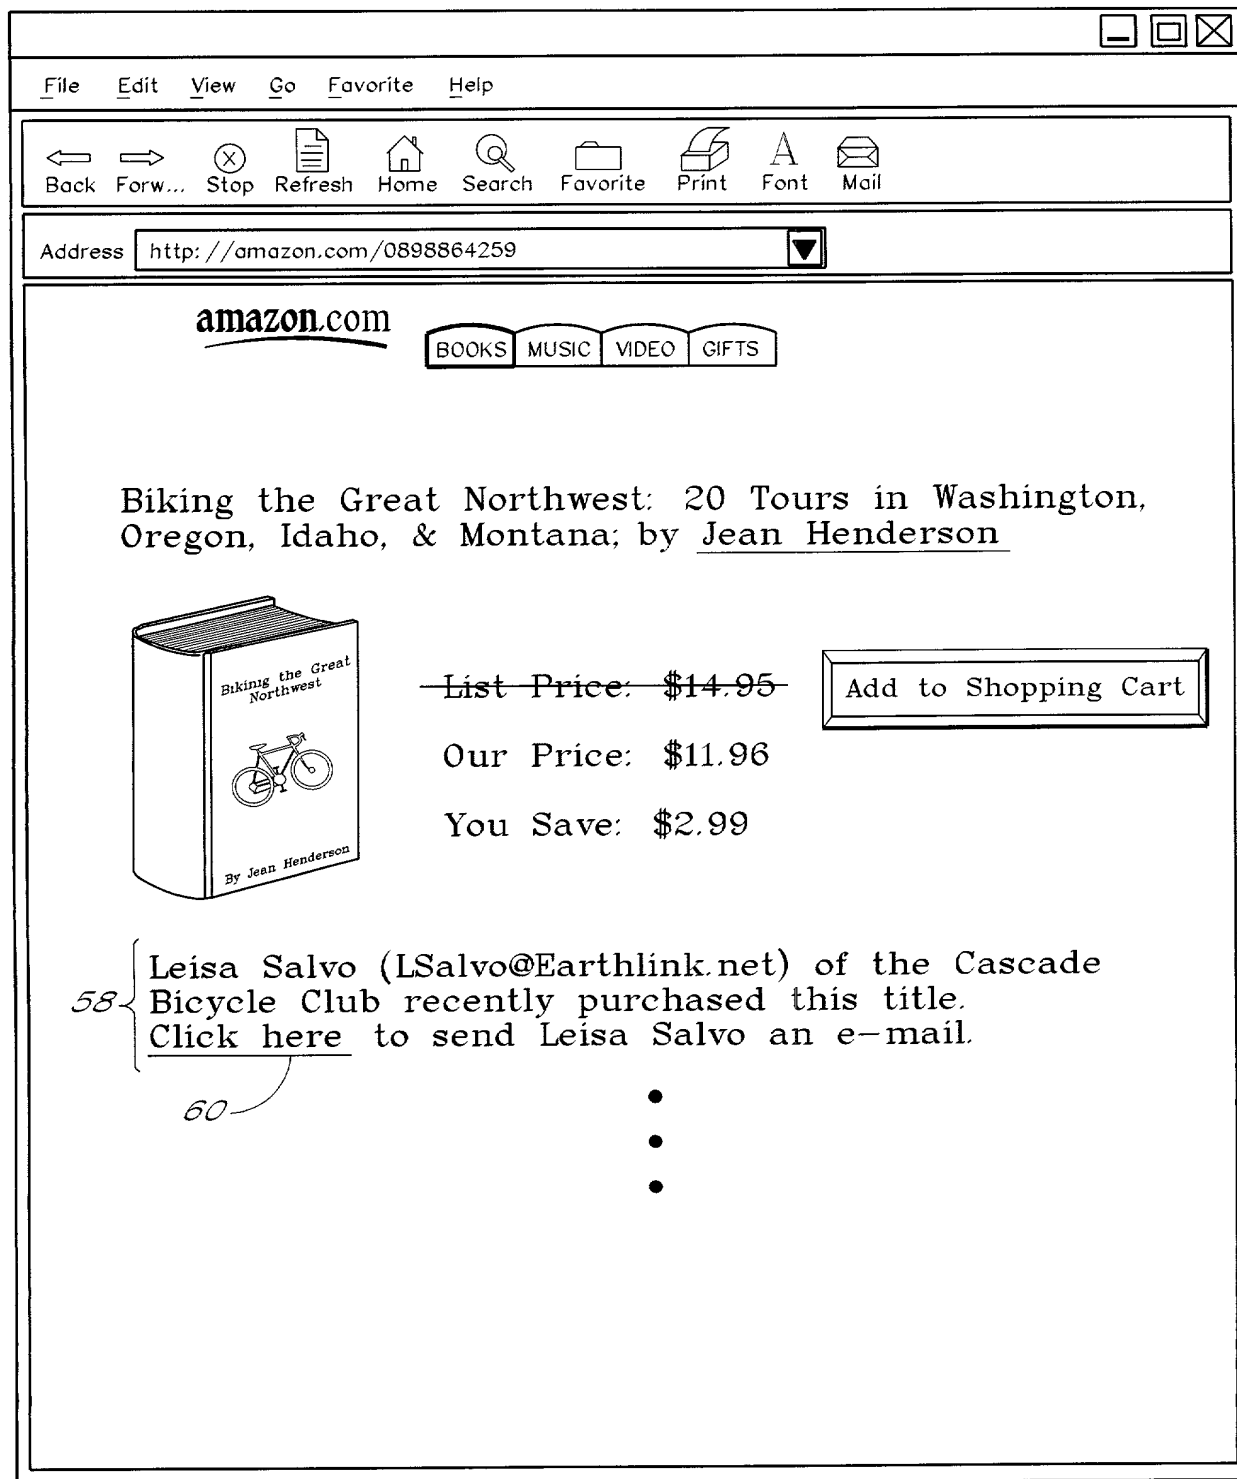 File Edit View Go Favorite Help
Back Forw... Stop Refresh Home Search Favorite Print Font Mail
Address http://amazon.com/0898864259
amazon.com
BOOKS MUSIC VIDEO GIFTS
Biking the Great Northwest: 20 Tours in Washington,
Oregon, Idaho, & Montana; by Jean Henderson
Biking the Great
Northwest
By Jean Henderson
List Price: $14.95
Add to Shopping Cart
Our Price: $11.96
You Save: $2.99
58
Leisa Salvo (LSalvo@Earthlink.net) of the Cascade
Bicycle Club recently purchased this title.
Click here to send Leisa Salvo an e-mail.
60